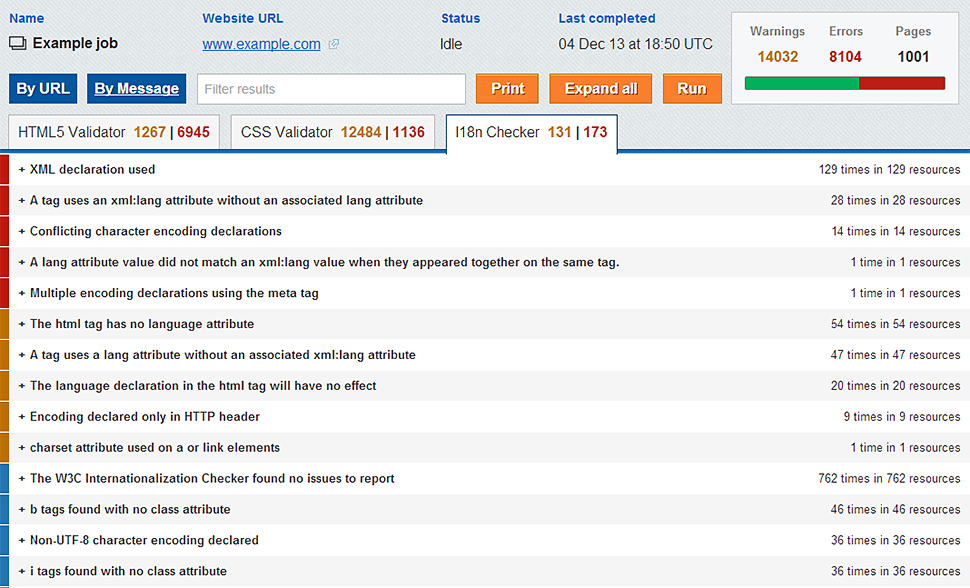 Name Website URL Status Last completed
Example job www.example.com Idle 04 Dec 13 at 18:50 UTC
Warnings Errors Pages
14032 8104 1001
By URL By Message Filter results Print Expand all Run
HTML5 Validator 1267 | 6945 CSS Validator 12484 | 1136 I18n Checker 131 | 173
+ XML declaration used 129 times in 129 resources
+ A tag uses an xml:lang attribute without an associated lang attribute 28 times in 28 resources
+ Conflicting character encoding declarations 14 times in 14 resources
+ A lang attribute value did not match an xml:lang value when they appeared together on the same tag. 1 time in 1 resources
+ Multiple encoding declarations using the meta tag 1 time in 1 resources
+ The html tag has no language attribute 54 times in 54 resources
+ A tag uses a lang attribute without an associated xml:lang attribute 47 times in 47 resources
+ The language declaration in the html tag will have no effect 20 times in 20 resources
+ Encoding declared only in HTTP header 9 times in 9 resources
+ charset attribute used on a or link elements 1 time in 1 resources
+ The W3C Internationalization Checker found no issues to report 762 times in 762 resources
+ b tags found with no class attribute 46 times in 46 resources
+ Non-UTF-8 character encoding declared 36 times in 36 resources
+ i tags found with no class attribute 36 times in 36 resources